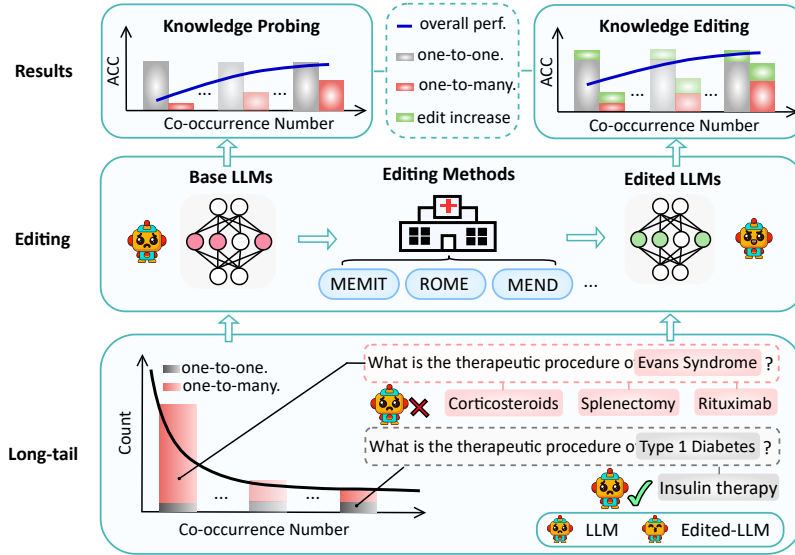 Knowledge Probing
ACC
...
...
Co-occurrence Number
overall perf.
one-to-one.
one-to-many.
edit increase
Knowledge Editing
ACC
...
...
Co-occurrence Number
Results
Base LLMs
Editing Methods
Edited LLMs
Editing
MEMIT
ROME
MEND
...
Long-tail
one-to-one.
one-to-many.
Count
...
...
Co-occurrence Number
What is the therapeutic procedure o Evans Syndrome ?
Corticosteroids
Splenectomy
Rituximab
What is the therapeutic procedure o Type 1 Diabetes ?
Insulin therapy
LLM
Edited-LLM